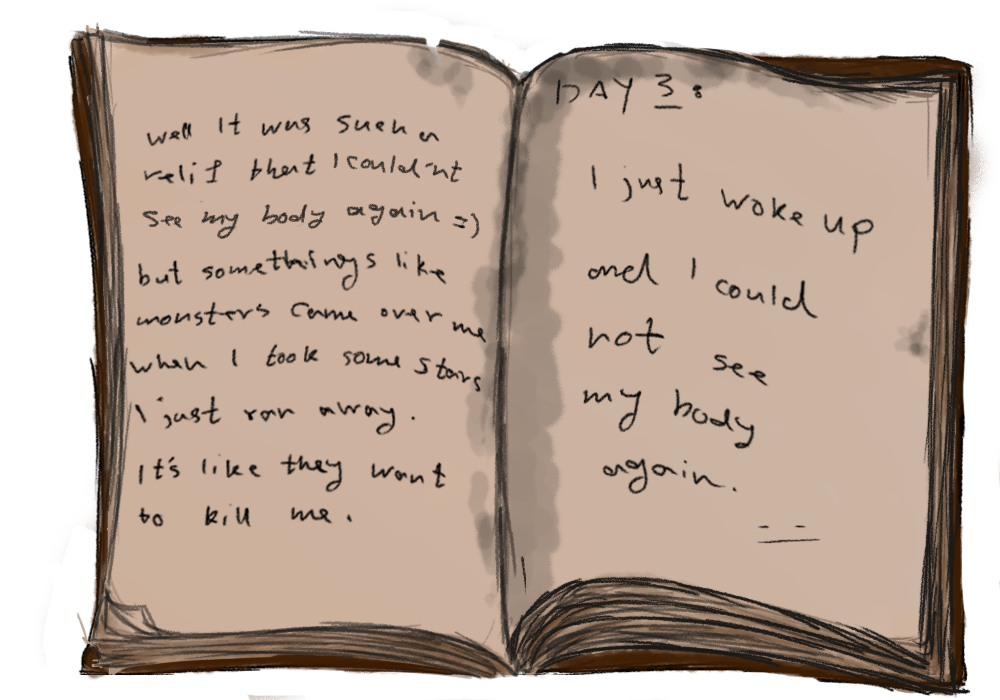 well It was such a
relif that I could'nt
see my body again =)
but somethings like
monsters came over me
when I took some stars
I just ran away.
It's like they want
to kill me.
DAY 3:
I just woke up
and I could
not see
my body
again.